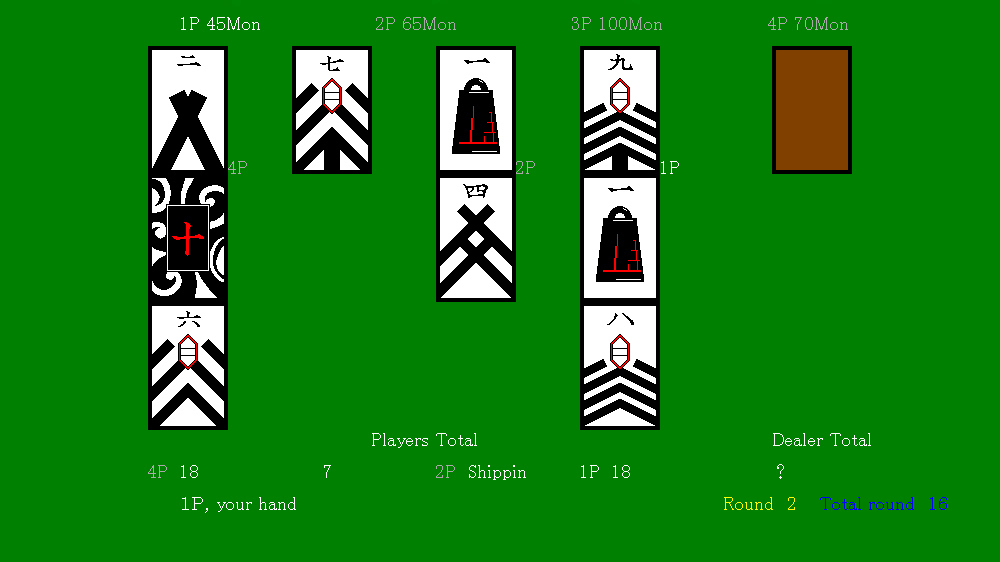 1P 45Mon 2P 65Mon 3P 100Mon 4P 70Mon
二 七 一 九
4P 2P 1P
十 四 一
六 八
Players Total Dealer Total
4P 18 7 2P Shippin 1P 18 ?
1P, your hand Round 2 Total round 16